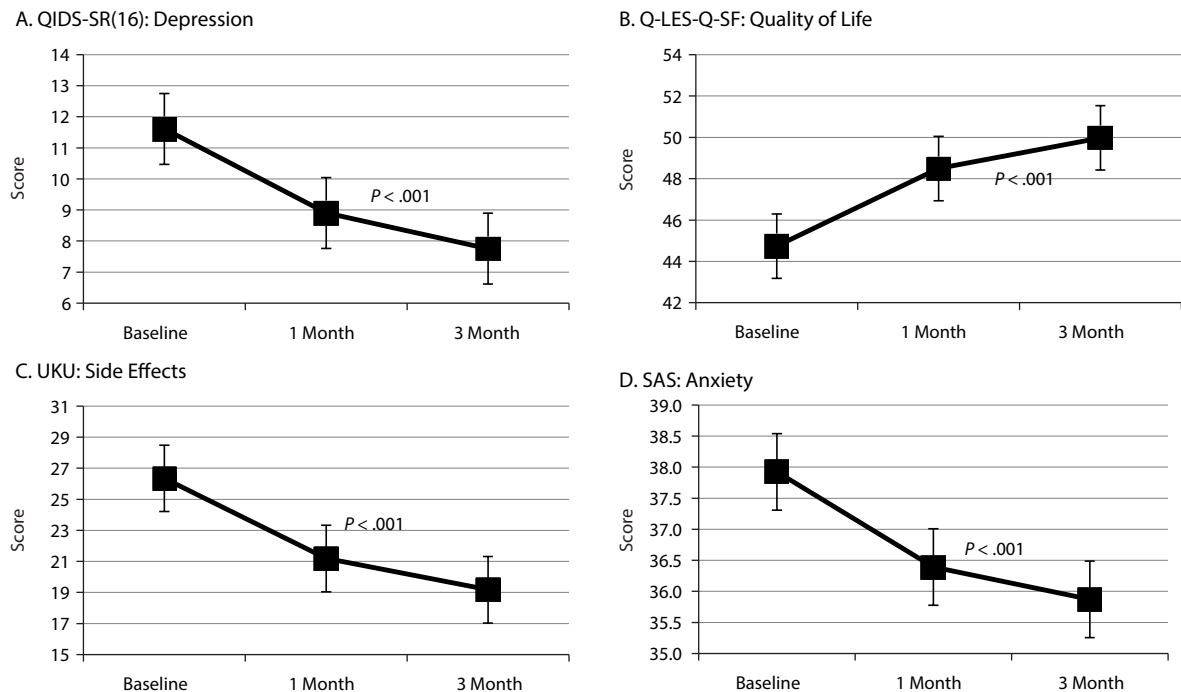 A. QIDS-SR(16): Depression
14
13
12
11
10
9
8
7
6
Score
P < .001
Baseline 1 Month 3 Month
B. Q-LES-Q-SF: Quality of Life
54
52
50
48
46
44
42
Score
P < .001
Baseline 1 Month 3 Month
C. UKU: Side Effects
31
29
27
25
23
21
19
17
15
Score
P < .001
Baseline 1 Month 3 Month
D. SAS: Anxiety
39.0
38.5
38.0
37.5
37.0
36.5
36.0
35.5
35.0
Score
P < .001
Baseline 1 Month 3 Month